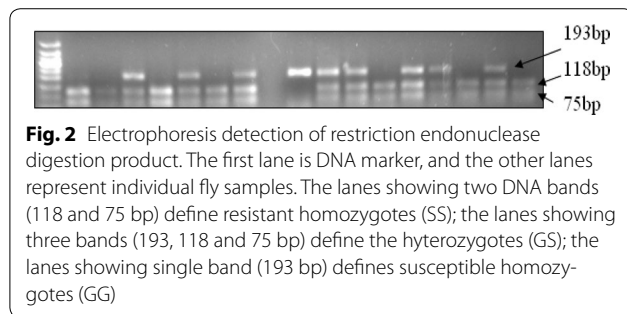 193bp
118bp
75bp
Fig. 2 Electrophoresis detection of restriction endonuclease
digestion product. The first lane is DNA marker, and the other lanes
represent individual fly samples. The lanes showing two DNA bands
(118 and 75 bp) define resistant homozygotes (SS); the lanes showing
three bands (193, 118 and 75 bp) define the hyterozygotes (GS); the
lanes showing single band (193 bp) defines susceptible homozy-
gotes (GG)